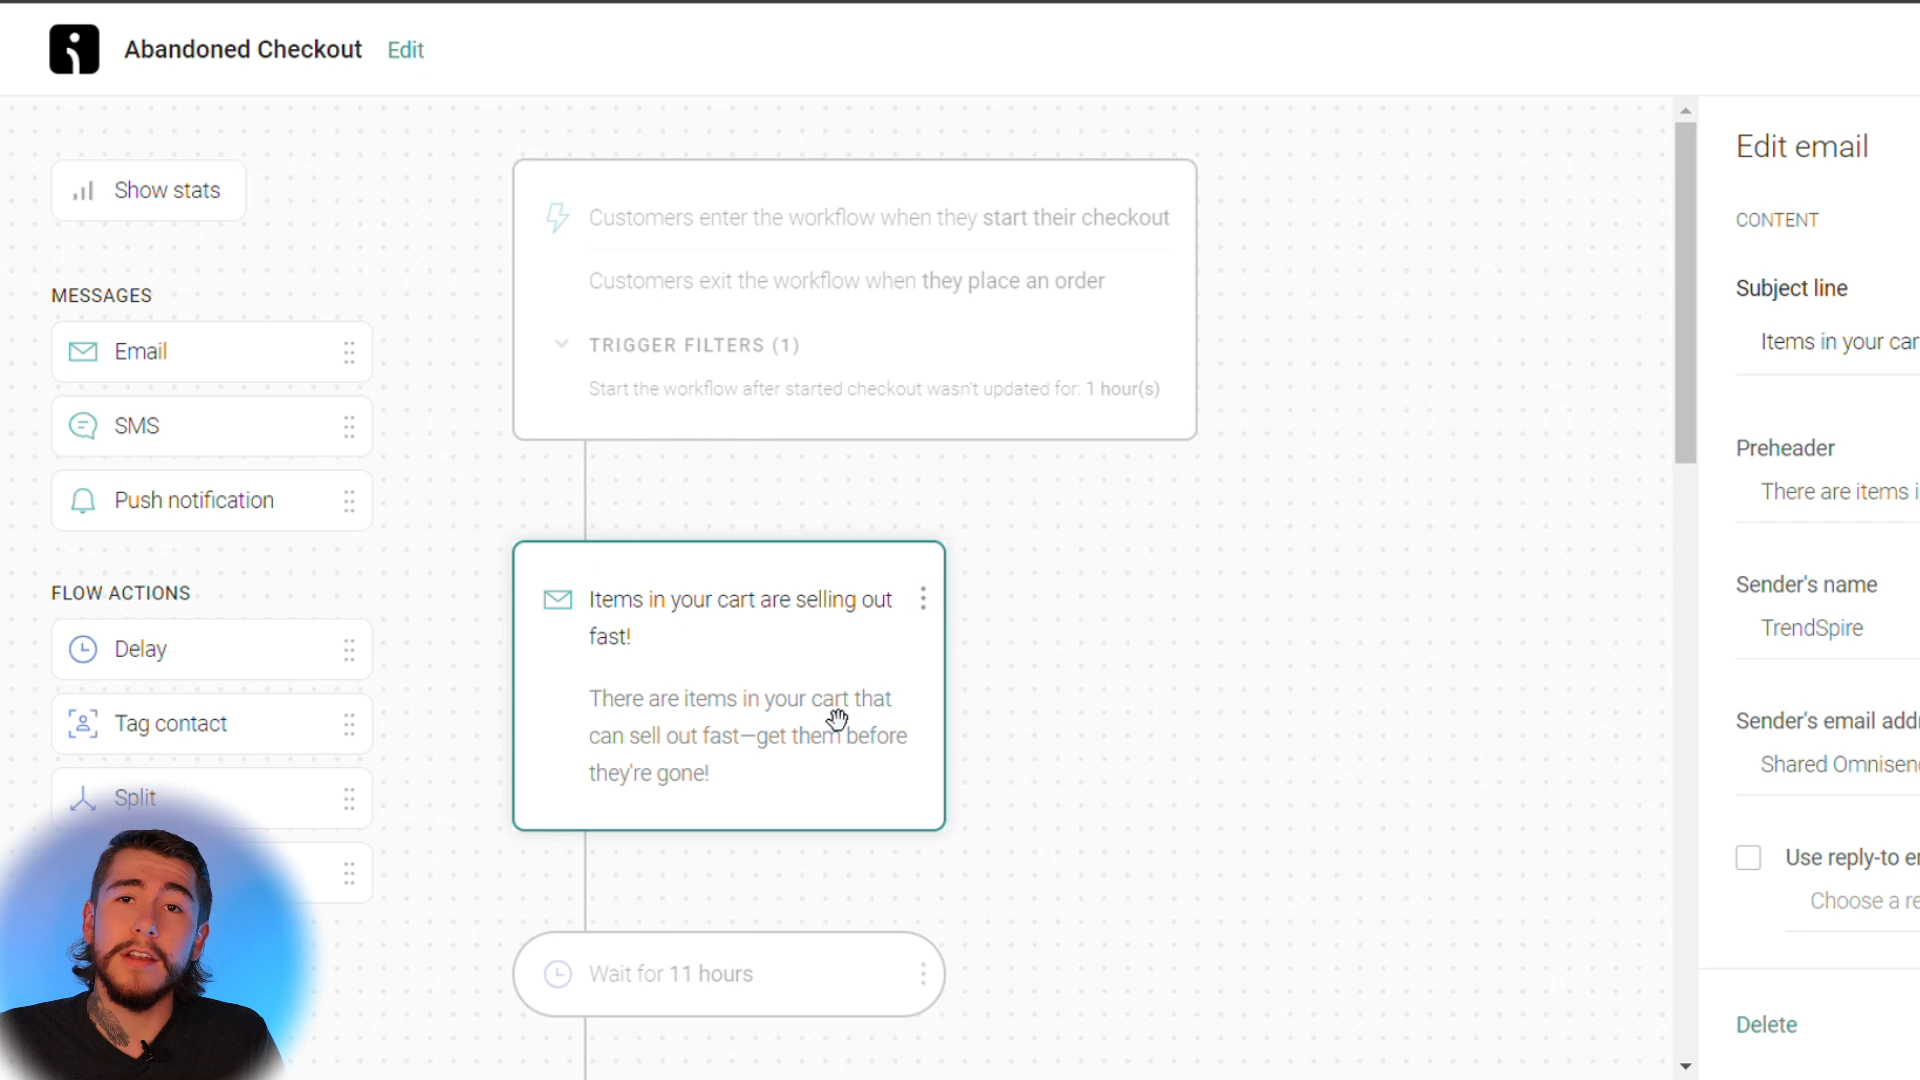 Abandoned Checkout Edit
Show stats
MESSAGES
Email
SMS
Push notification
FLOW ACTIONS
Delay
Tag contact
Split
Customers enter the workflow when they start their checkout
Customers exit the workflow when they place an order
TRIGGER FILTERS (1)
Start the workflow after started checkout wasn't updated for: 1 hour(s)
Items in your cart are selling out
fast!
There are items in your cart that
can sell out fast—get them before
they're gone!
Wait for 11 hours
Edit email
CONTENT
Subject line
Items in your car
Preheader
There are items i
Sender's name
TrendSpire
Sender's email addr
Shared Omnisend
Use reply-to e
Choose a re
Delete